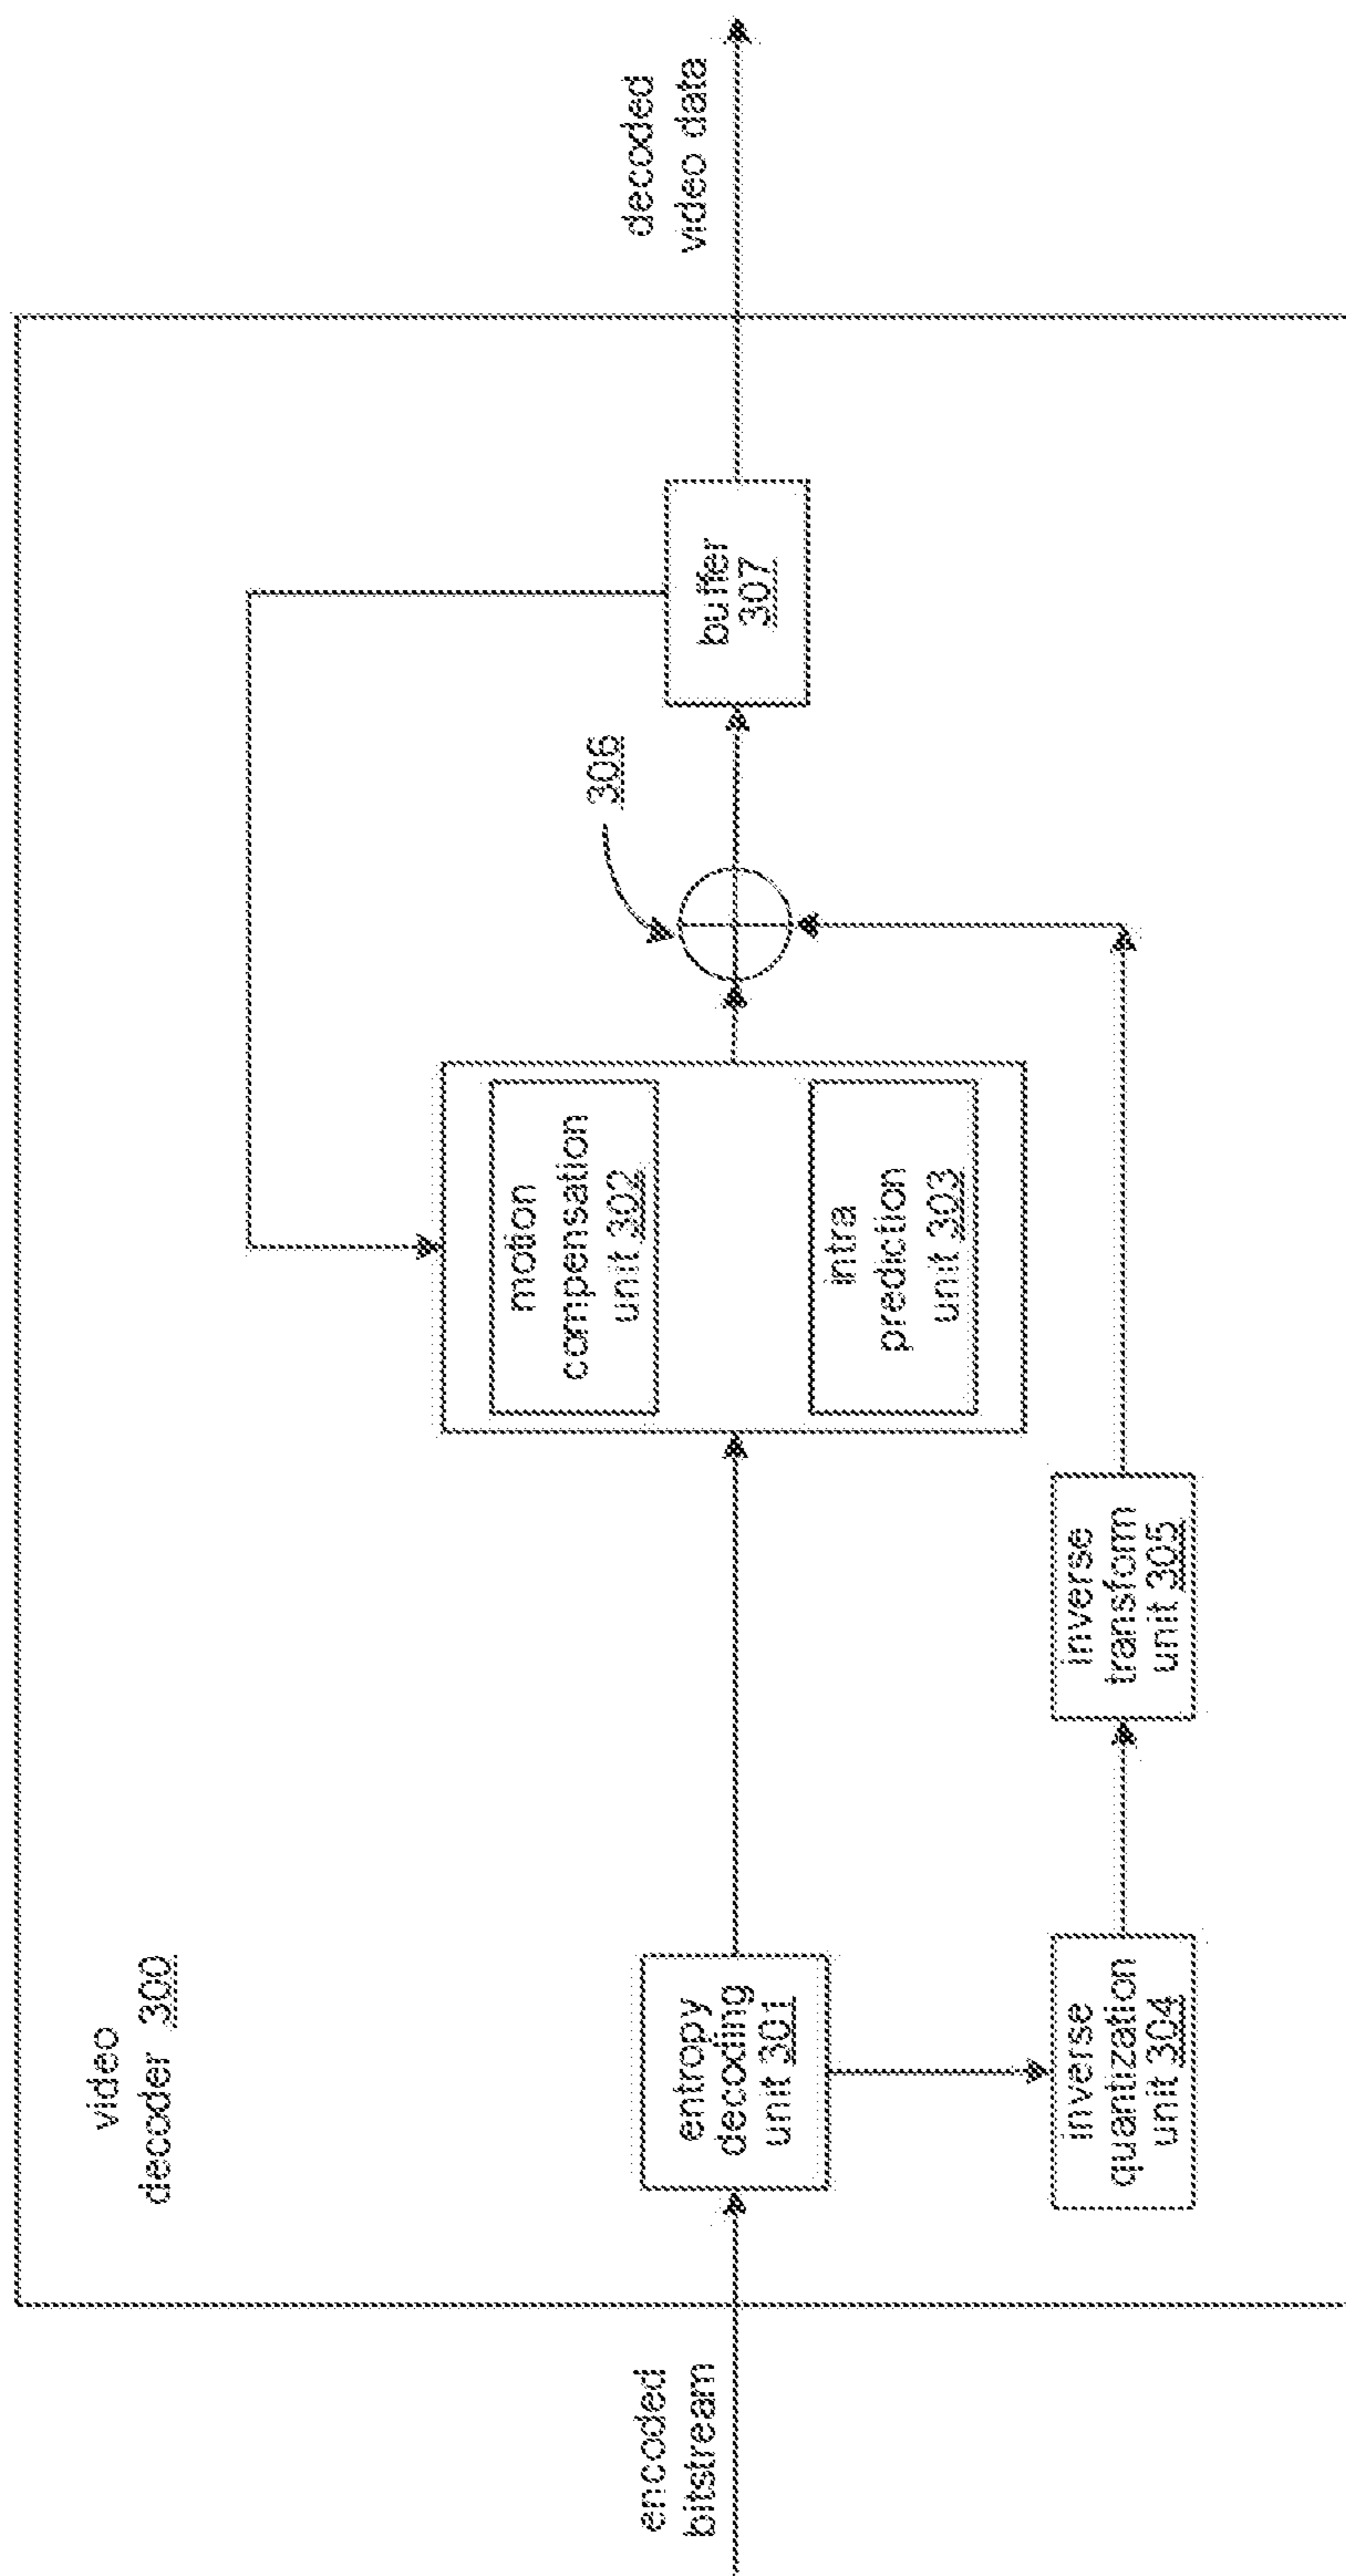 video
decoder 300
encoded
bitstream
entropy
decoding
unit 301
inverse
quantization
unit 304
inverse
transform
unit 305
motion
compensation
unit 302
intra
prediction
unit 303
306
buffer
307
decoded
video data